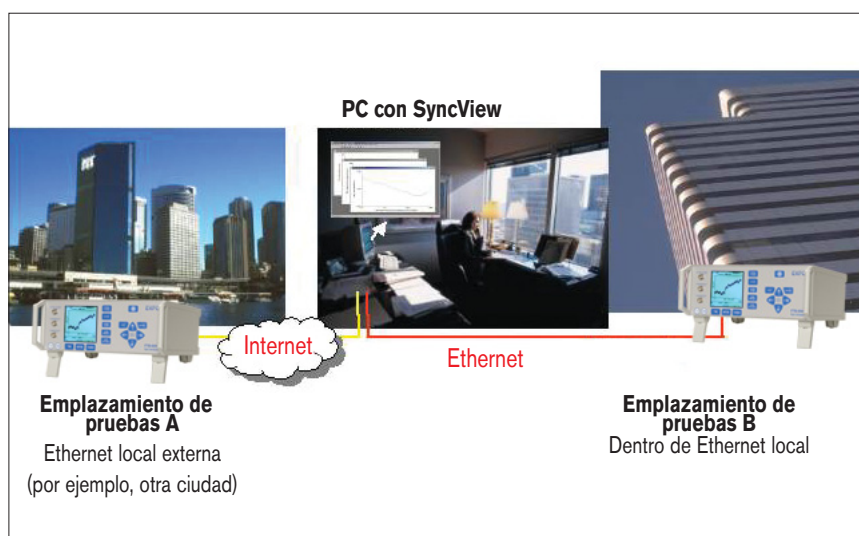 PC con SyncView
Internet
Ethernet
Emplazamiento de
pruebas A
Ethernet local externa
(por ejemplo, otra ciudad)
Emplazamiento de
pruebas B
Dentro de Ethernet local